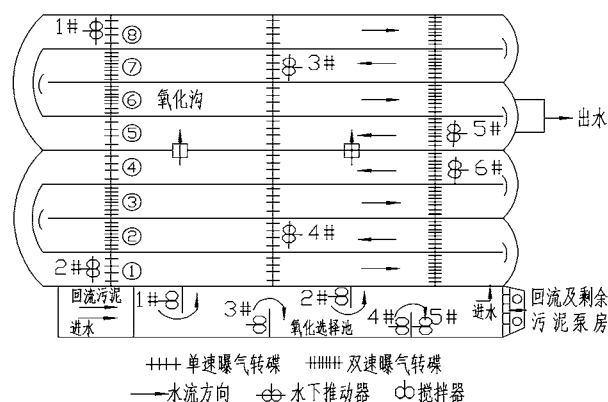 1#
⑧
⑦
3#
⑥
氧化沟
⑤
5#
出水
④
6#
③
②
4#
2#
①
回流污泥
进水
1#
3#
2#
氧化选择池
4#
5#
进水
回流及剩余
污泥泵房
单速曝气转碟
双速曝气转碟
水流方向
水下推动器
搅拌器